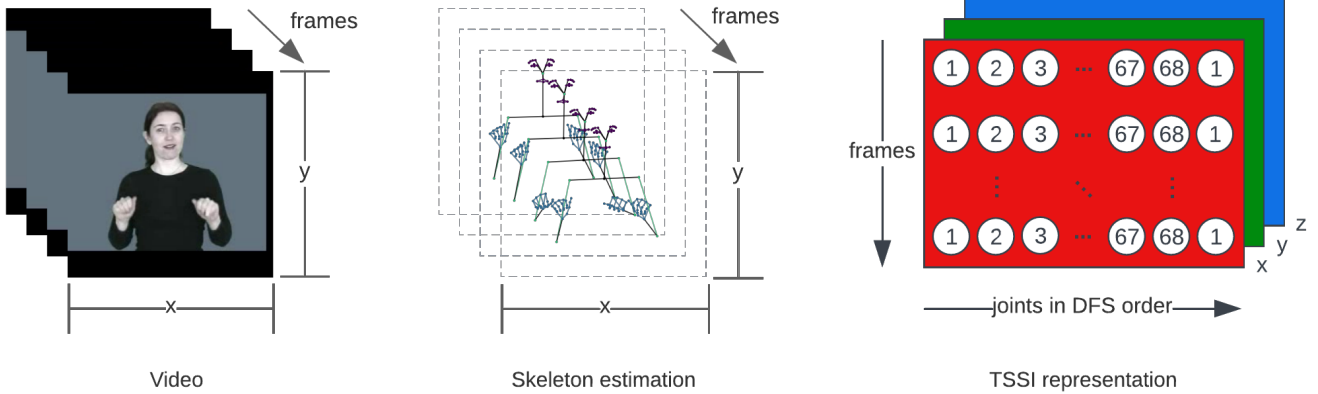 frames
y
x
Video
frames
y
x
Skeleton estimation
frames
1 2 3 ... 67 68 1
1 2 3 ... 67 68 1
⋮ ⋱ ⋮
1 2 3 ... 67 68 1
z
y
x
joints in DFS order
TSSI representation